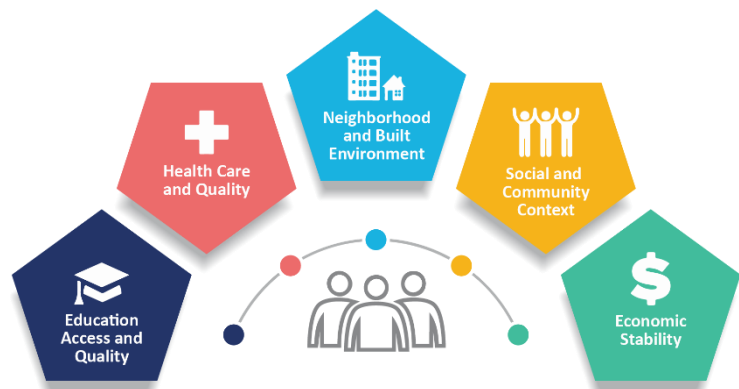 Education
Access and
Quality
Health Care
and Quality
Neighborhood
and Built
Environment
Social and
Community
Context
$
Economic
Stability